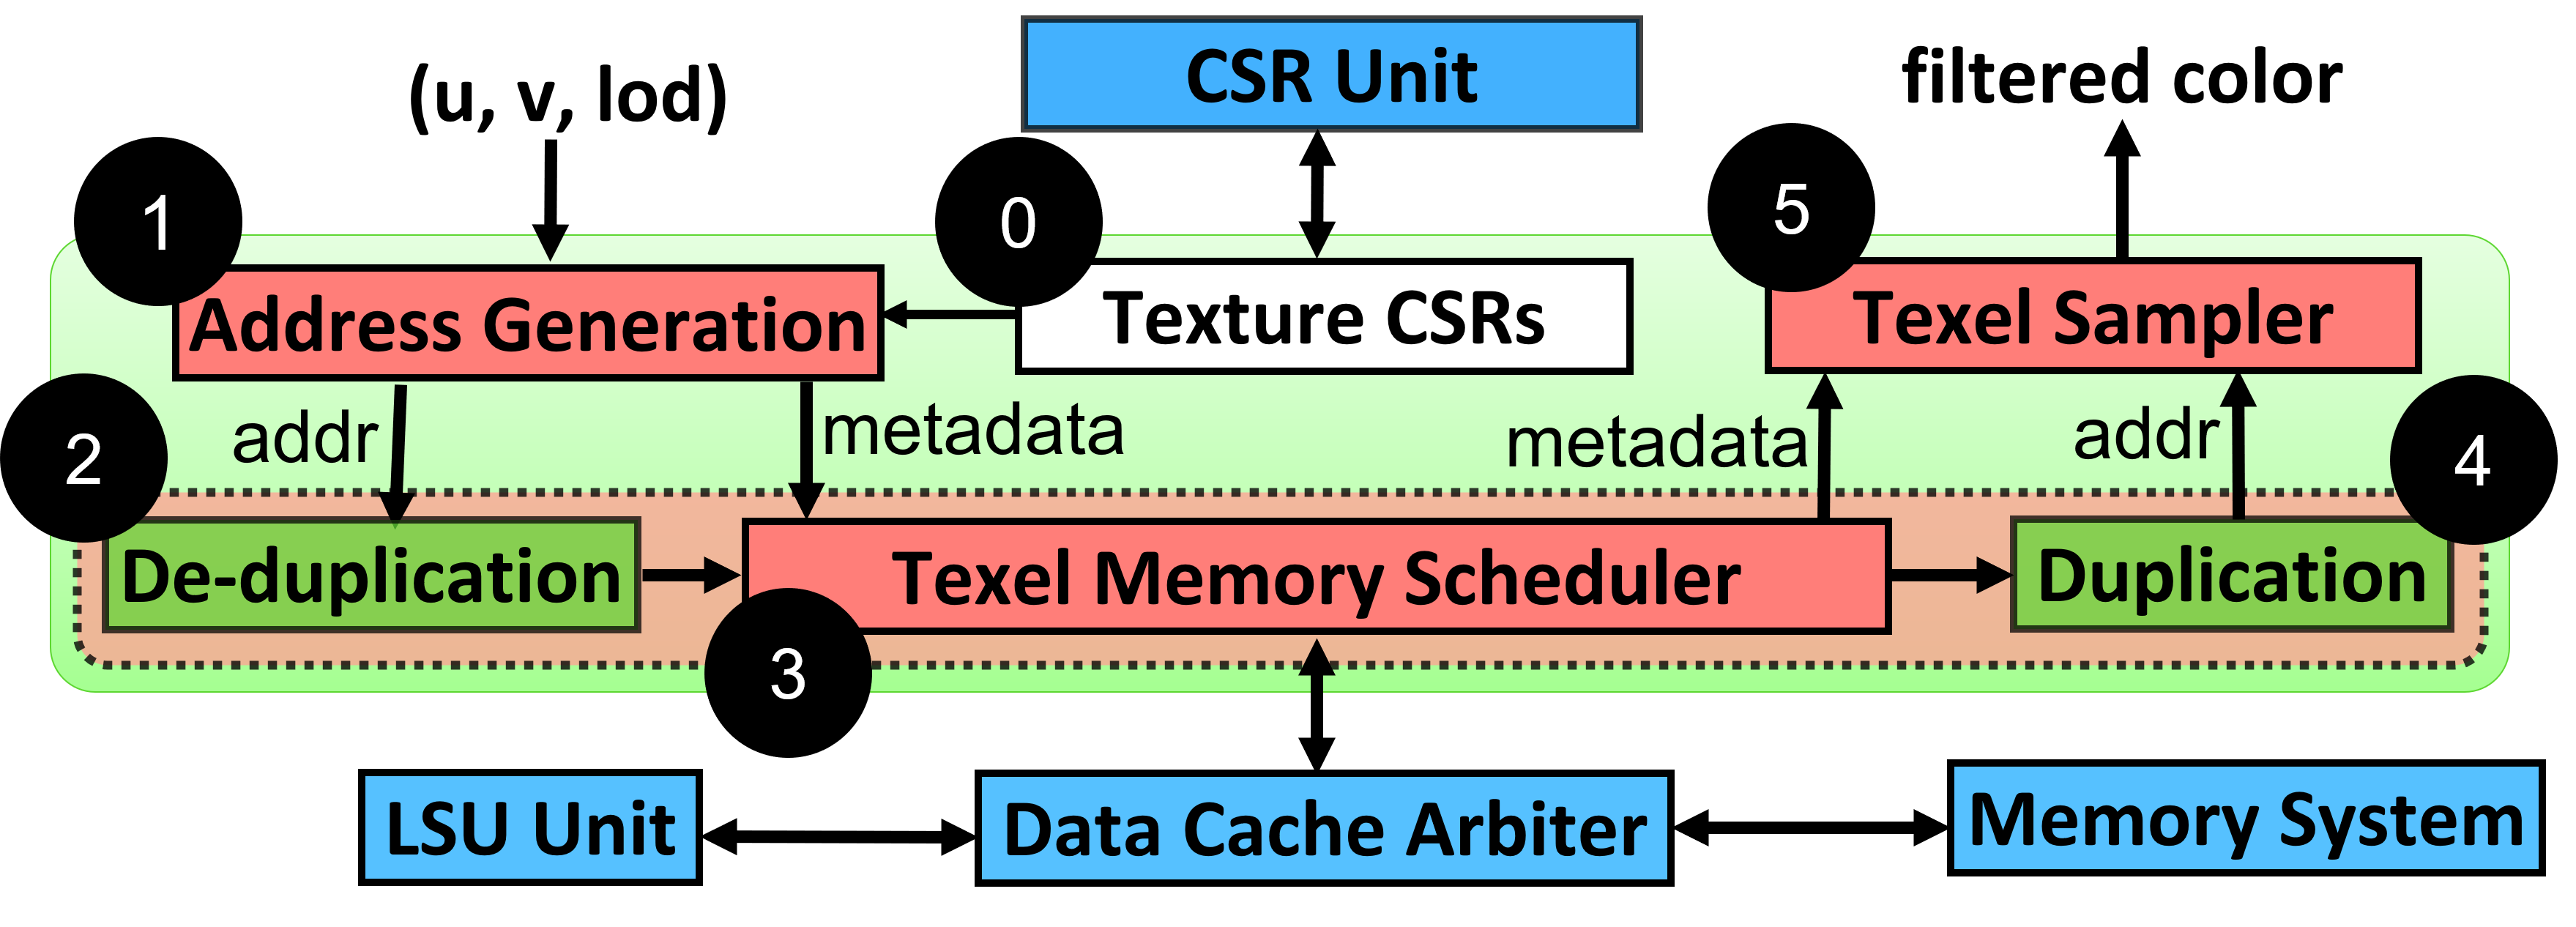 CSR Unit
(u, v, lod)
filtered color
1
0
5
Address Generation
Texture CSRs
Texel Sampler
2
addr
metadata
metadata
addr
4
De-duplication
Texel Memory Scheduler
Duplication
3
LSU Unit
Data Cache Arbiter
Memory System